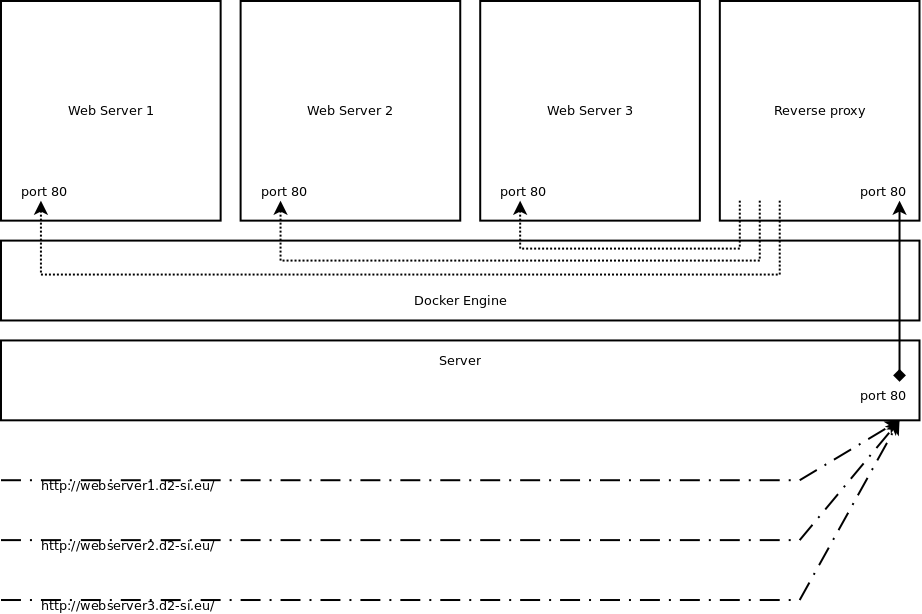 Web Server 1
Web Server 2
Web Server 3
Reverse proxy
port 80
port 80
port 80
port 80
Docker Engine
Server
port 80
http://webserver1.d2-si.eu/
http://webserver2.d2-si.eu/
http://webserver3.d2-si.eu/